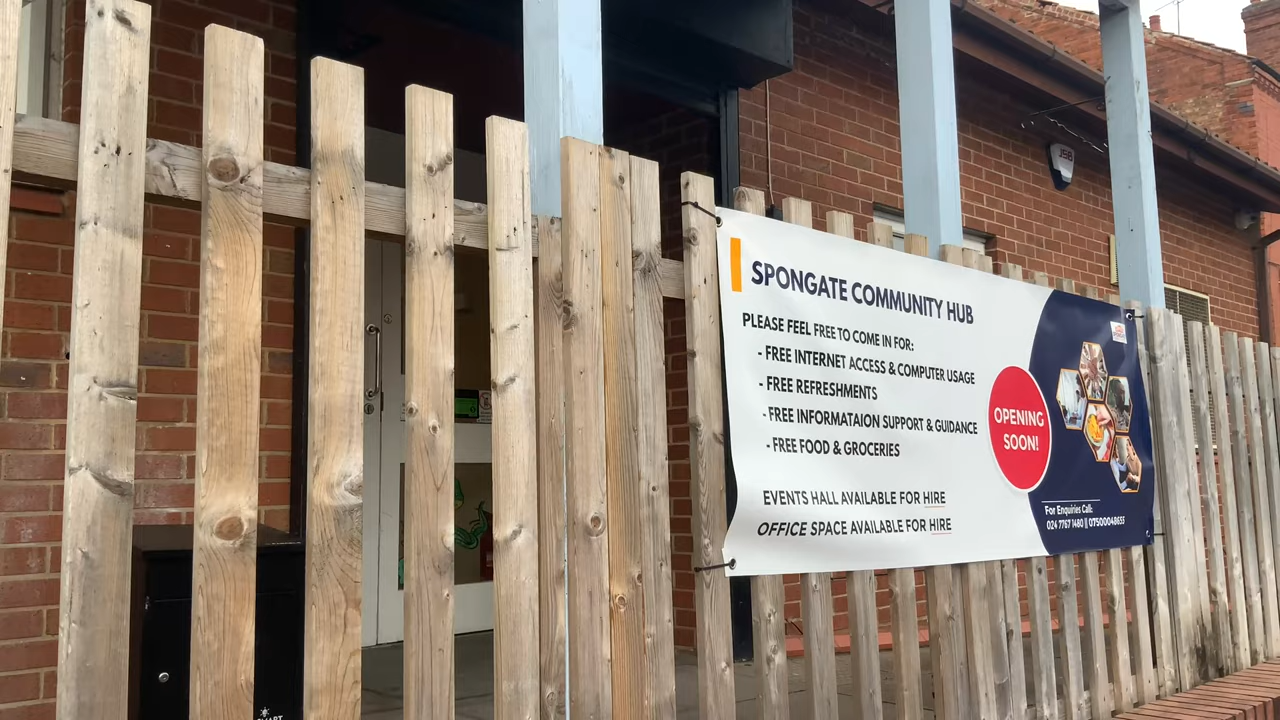 SPONGATE COMMUNITY HUB
PLEASE FEEL FREE TO COME IN FOR:
- FREE INTERNET ACCESS & COMPUTER USAGE
- FREE REFRESHMENTS
- FREE INFORMATAION SUPPORT & GUIDANCE
- FREE FOOD & GROCERIES
EVENTS HALL AVAILABLE FOR HIRE
OFFICE SPACE AVAILABLE FOR HIRE
OPENING
SOON!
For Enquiries Call:
024 7767 1480 || 07500048655
JSB